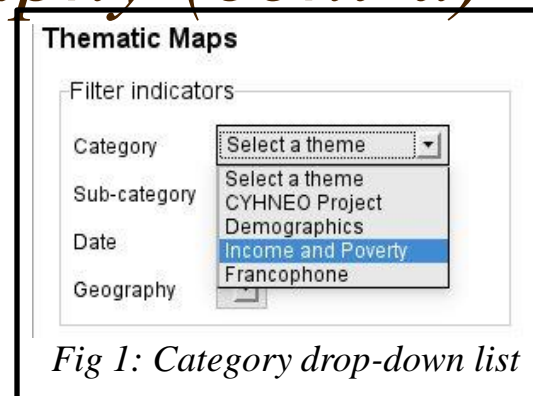 Thematic Maps
Filter indicators
Category Select a theme
Select a theme
Sub-category CYHNEO Project
Demographics
Date Income and Poverty
Francophone
Geography
Fig 1: Category drop-down list